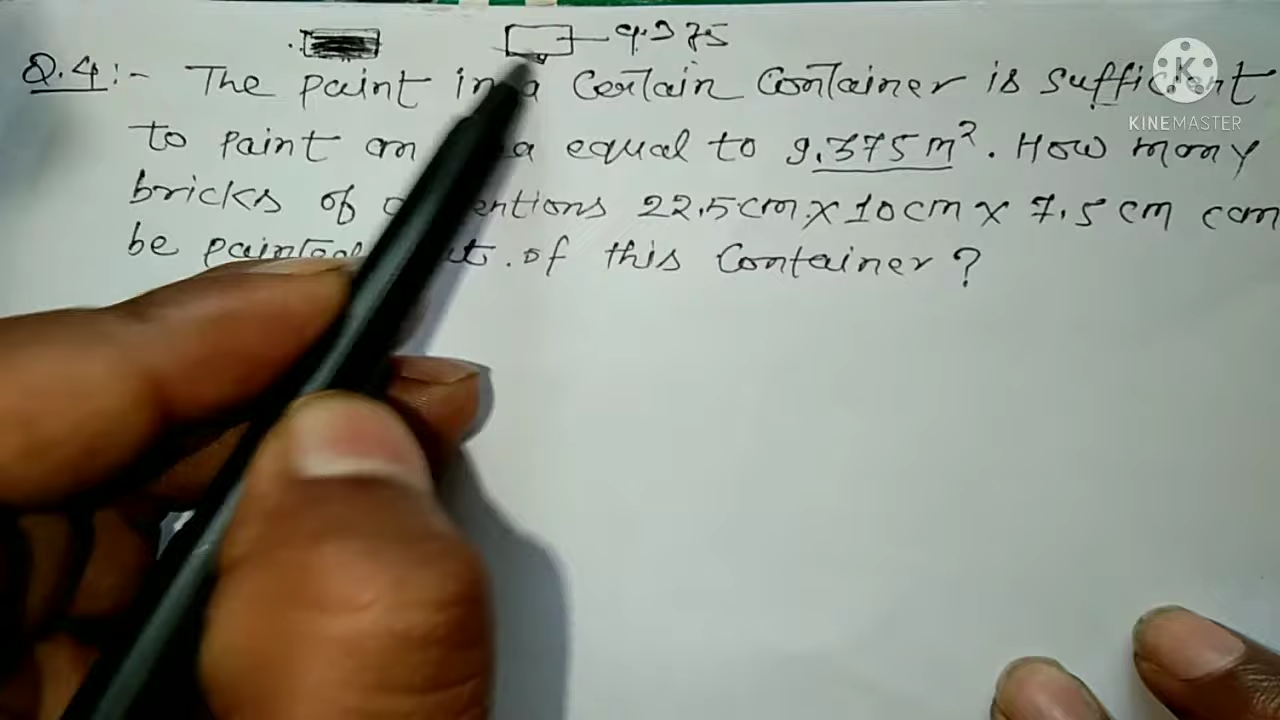 9.375
Q.4:- The paint in a certain container is sufficient
to paint an equal to 9.375 m². How many
bricks of 22.5cm x 10cm x 7.5 cm can
be of this container?
KINEMASTER